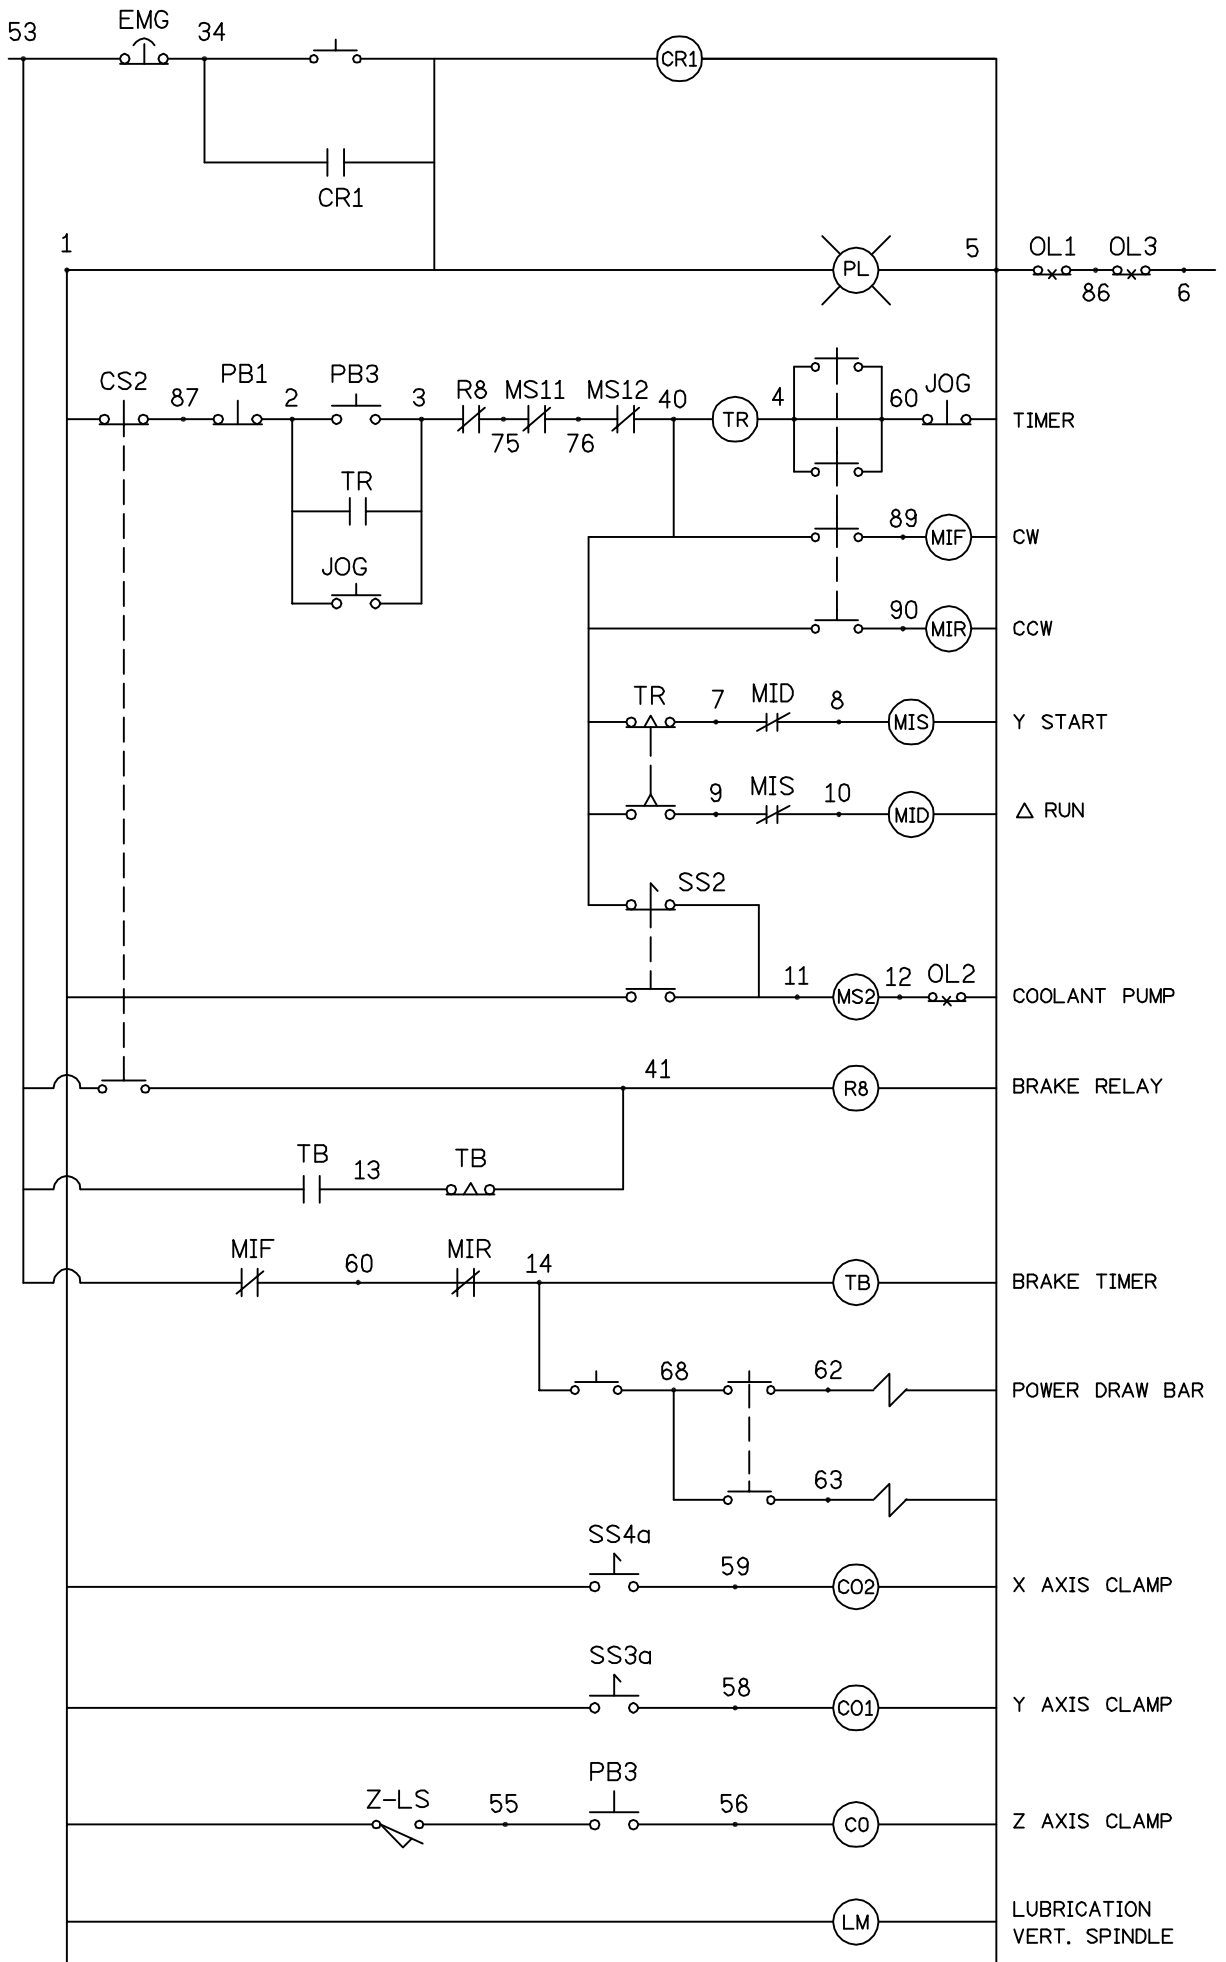 53
EMG
34
CR1
CR1
1
PL
5
OL1
OL3
86
6
CS2
87
PB1
2
PB3
3
R8
MS11
MS12
40
75
76
TR
4
60
JOG
TIMER
TR
JOG
89
MIF
CW
90
MIR
CCW
TR
7
MID
8
MIS
Y START
9
MIS
10
MID
△ RUN
SS2
11
MS2
12
OL2
COOLANT PUMP
41
R8
BRAKE RELAY
TB
13
TB
MIF
60
MIR
14
TB
BRAKE TIMER
68
62
POWER DRAW BAR
63
SS4a
59
CO2
X AXIS CLAMP
SS3a
58
CO1
Y AXIS CLAMP
Z-LS
55
PB3
56
CO
Z AXIS CLAMP
LM
LUBRICATION
VERT. SPINDLE